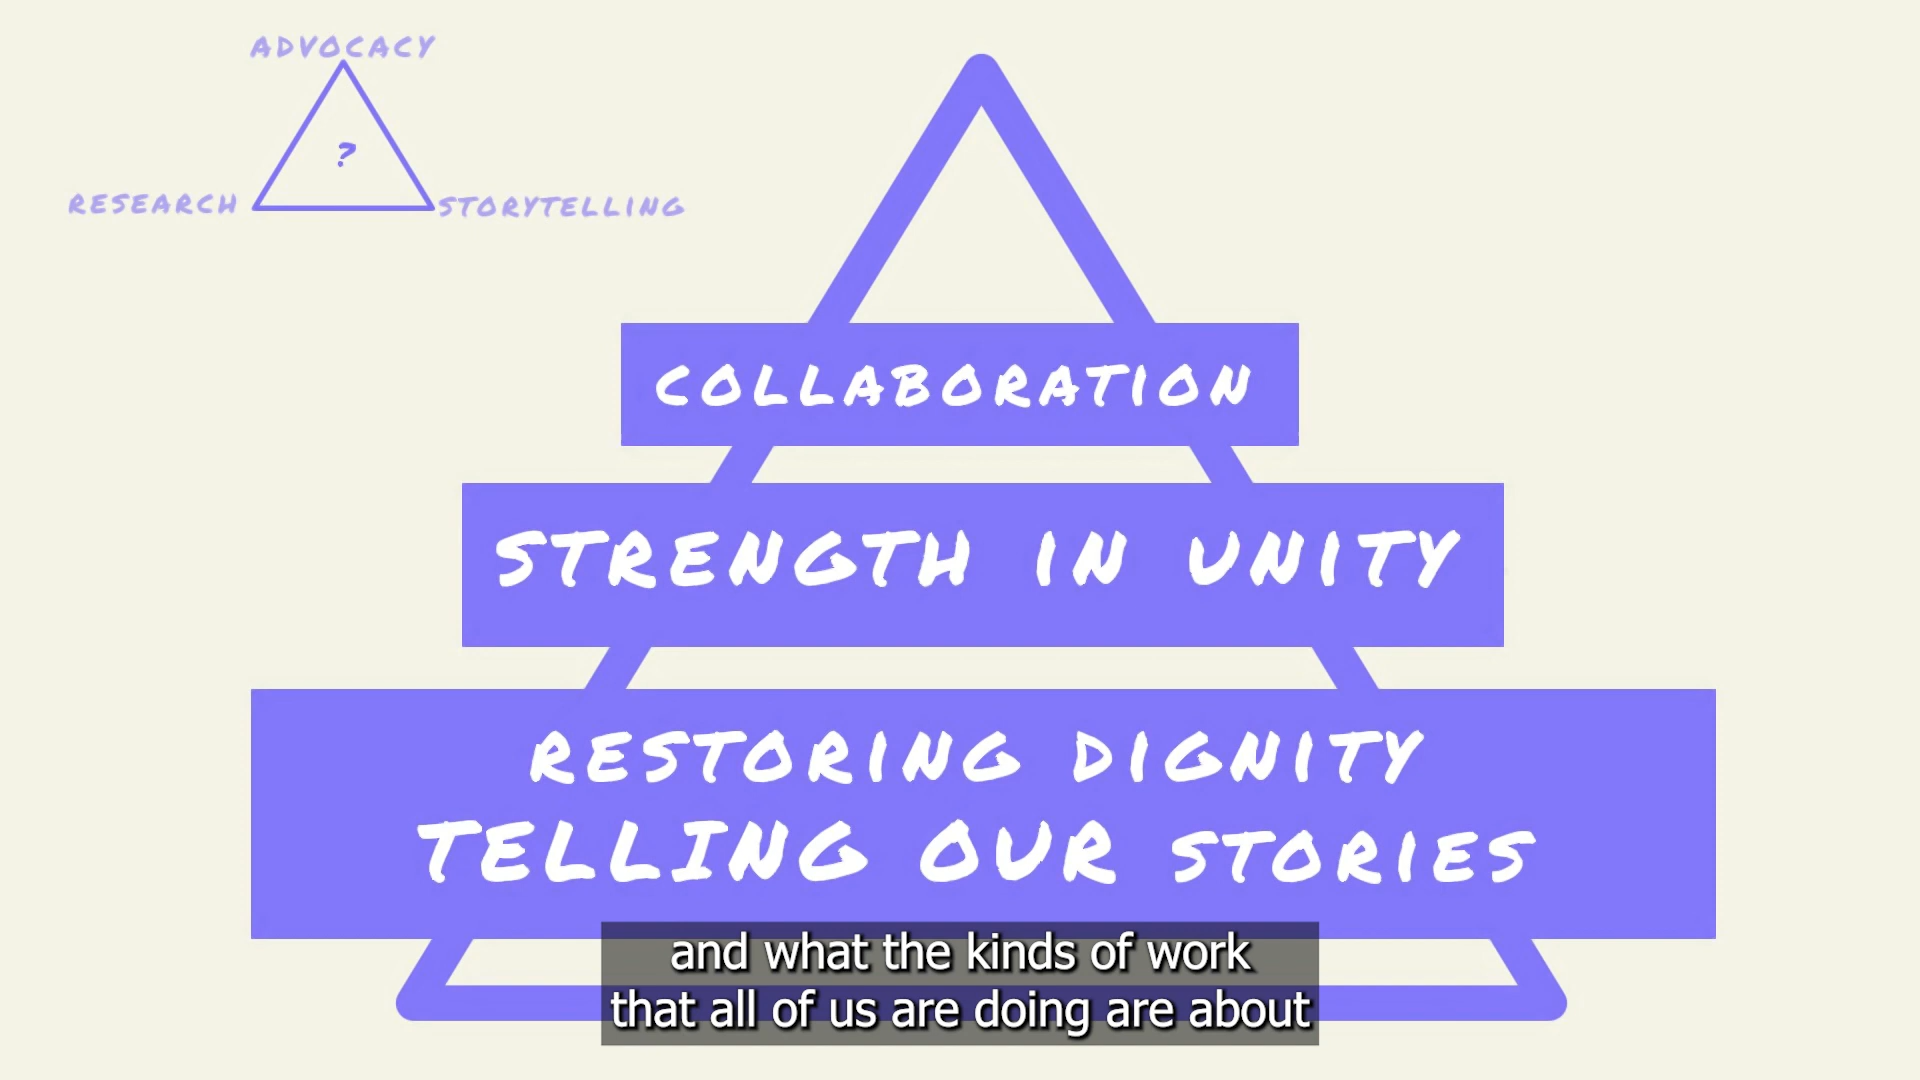 ADVOCACY
?
RESEARCH
STORYTELLING
COLLABORATION
STRENGTH IN UNITY
RESTORING DIGNITY
TELLING OUR STORIES
and what the kinds of work
that all of us are doing are about